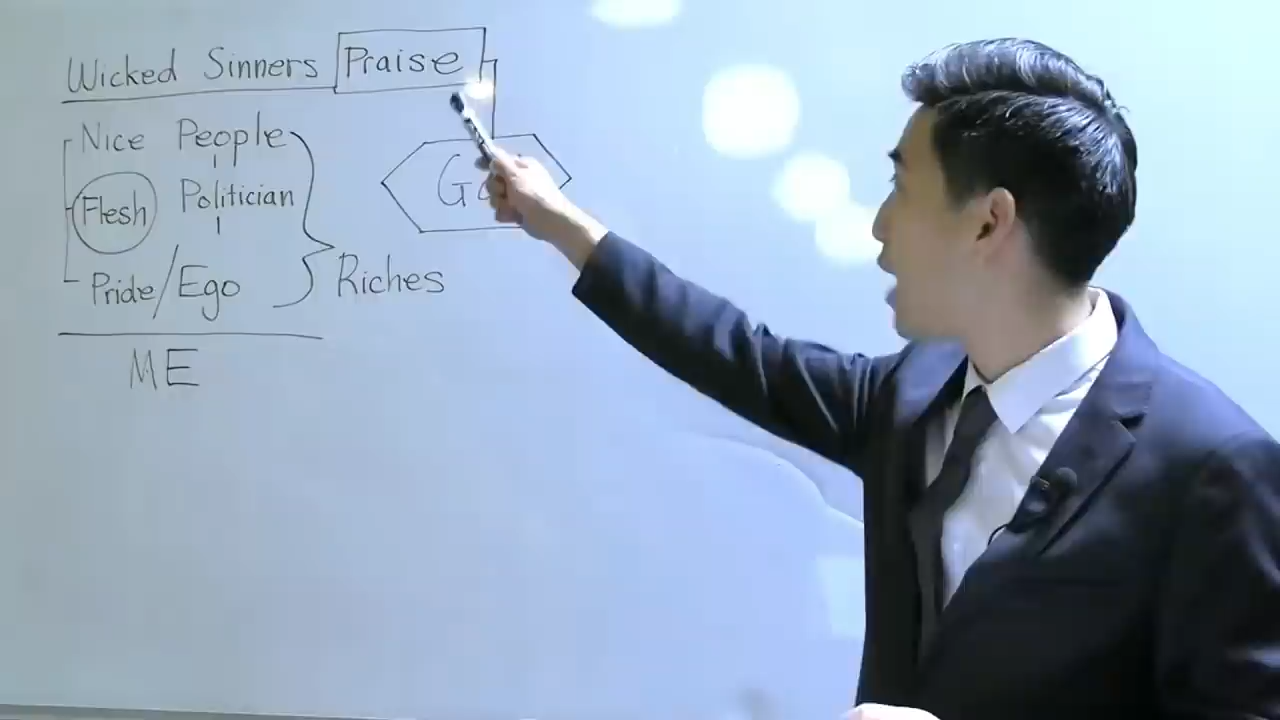 Wicked Sinners Praise
Nice People
Flesh Politician
Pride/Ego
Riches
ME